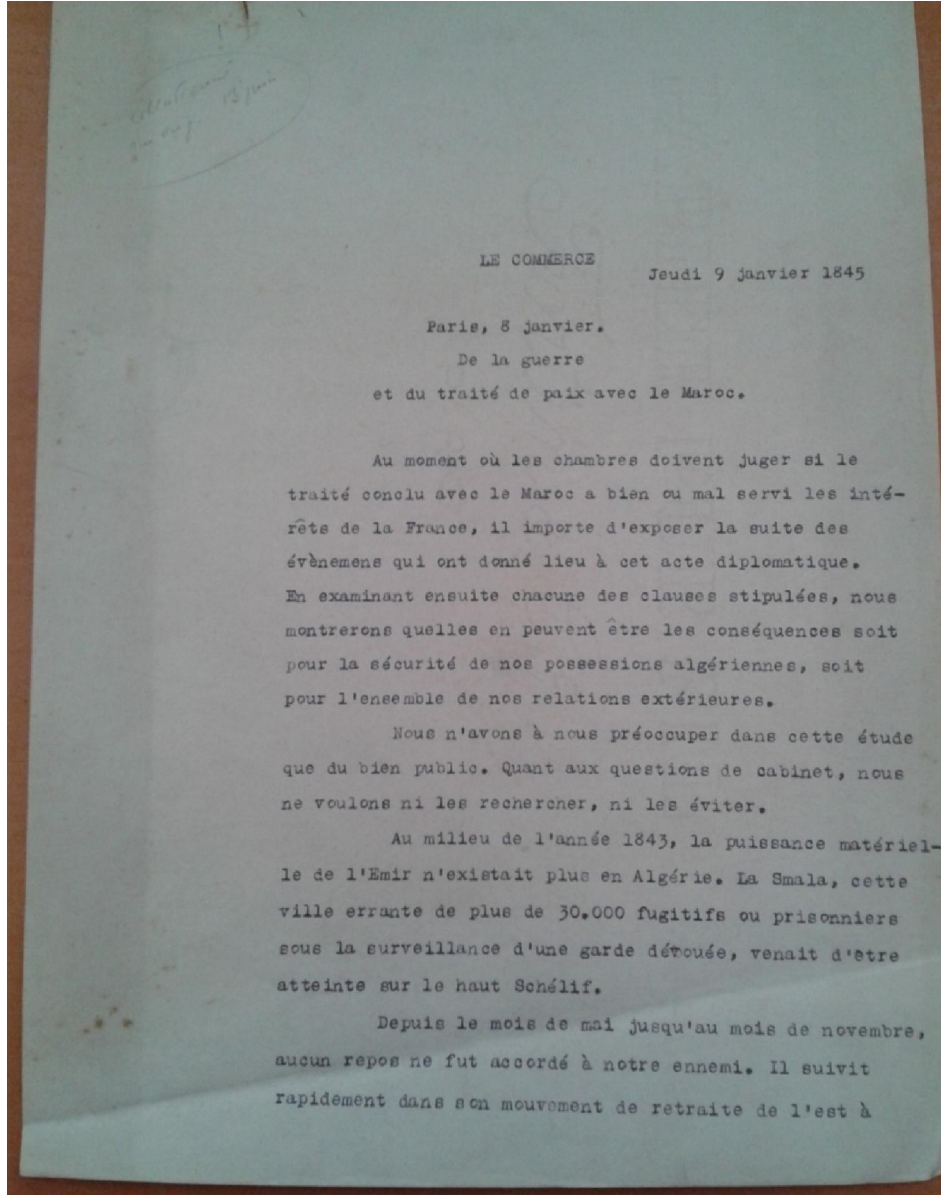 15 juin
LE COMMERCE
Jeudi 9 janvier 1845
Paris, 8 janvier.
De la guerre
et du traité de paix avec le Maroc.
Au moment où les chambres doivent juger si le
traité conclu avec le Maroc a bien ou mal servi les inté-
rêts de la France, il importe d'exposer la suite des
évènemens qui ont donné lieu à cet acte diplomatique.
En examinant ensuite chacune des clauses stipulées, nous
montrerons quelles en peuvent être les conséquences soit
pour la sécurité de nos possessions algériennes, soit
pour l'ensemble de nos relations extérieures.
Nous n'avons à nous préoccuper dans cette étude
que du bien public. Quant aux questions de cabinet, nous
ne voulons ni les rechercher, ni les éviter.
Au milieu de l'année 1843, la puissance matériel-
le de l'Emir n'existait plus en Algérie. La Smala, cette
ville errante de plus de 30.000 fugitifs ou prisonniers
sous la surveillance d'une garde dévouée, venait d'être
atteinte sur le haut Schélif.
Depuis le mois de mai jusqu'au mois de novembre,
aucun repos ne fut accordé à notre ennemi. Il suivit
rapidement dans son mouvement de retraite de l'est à